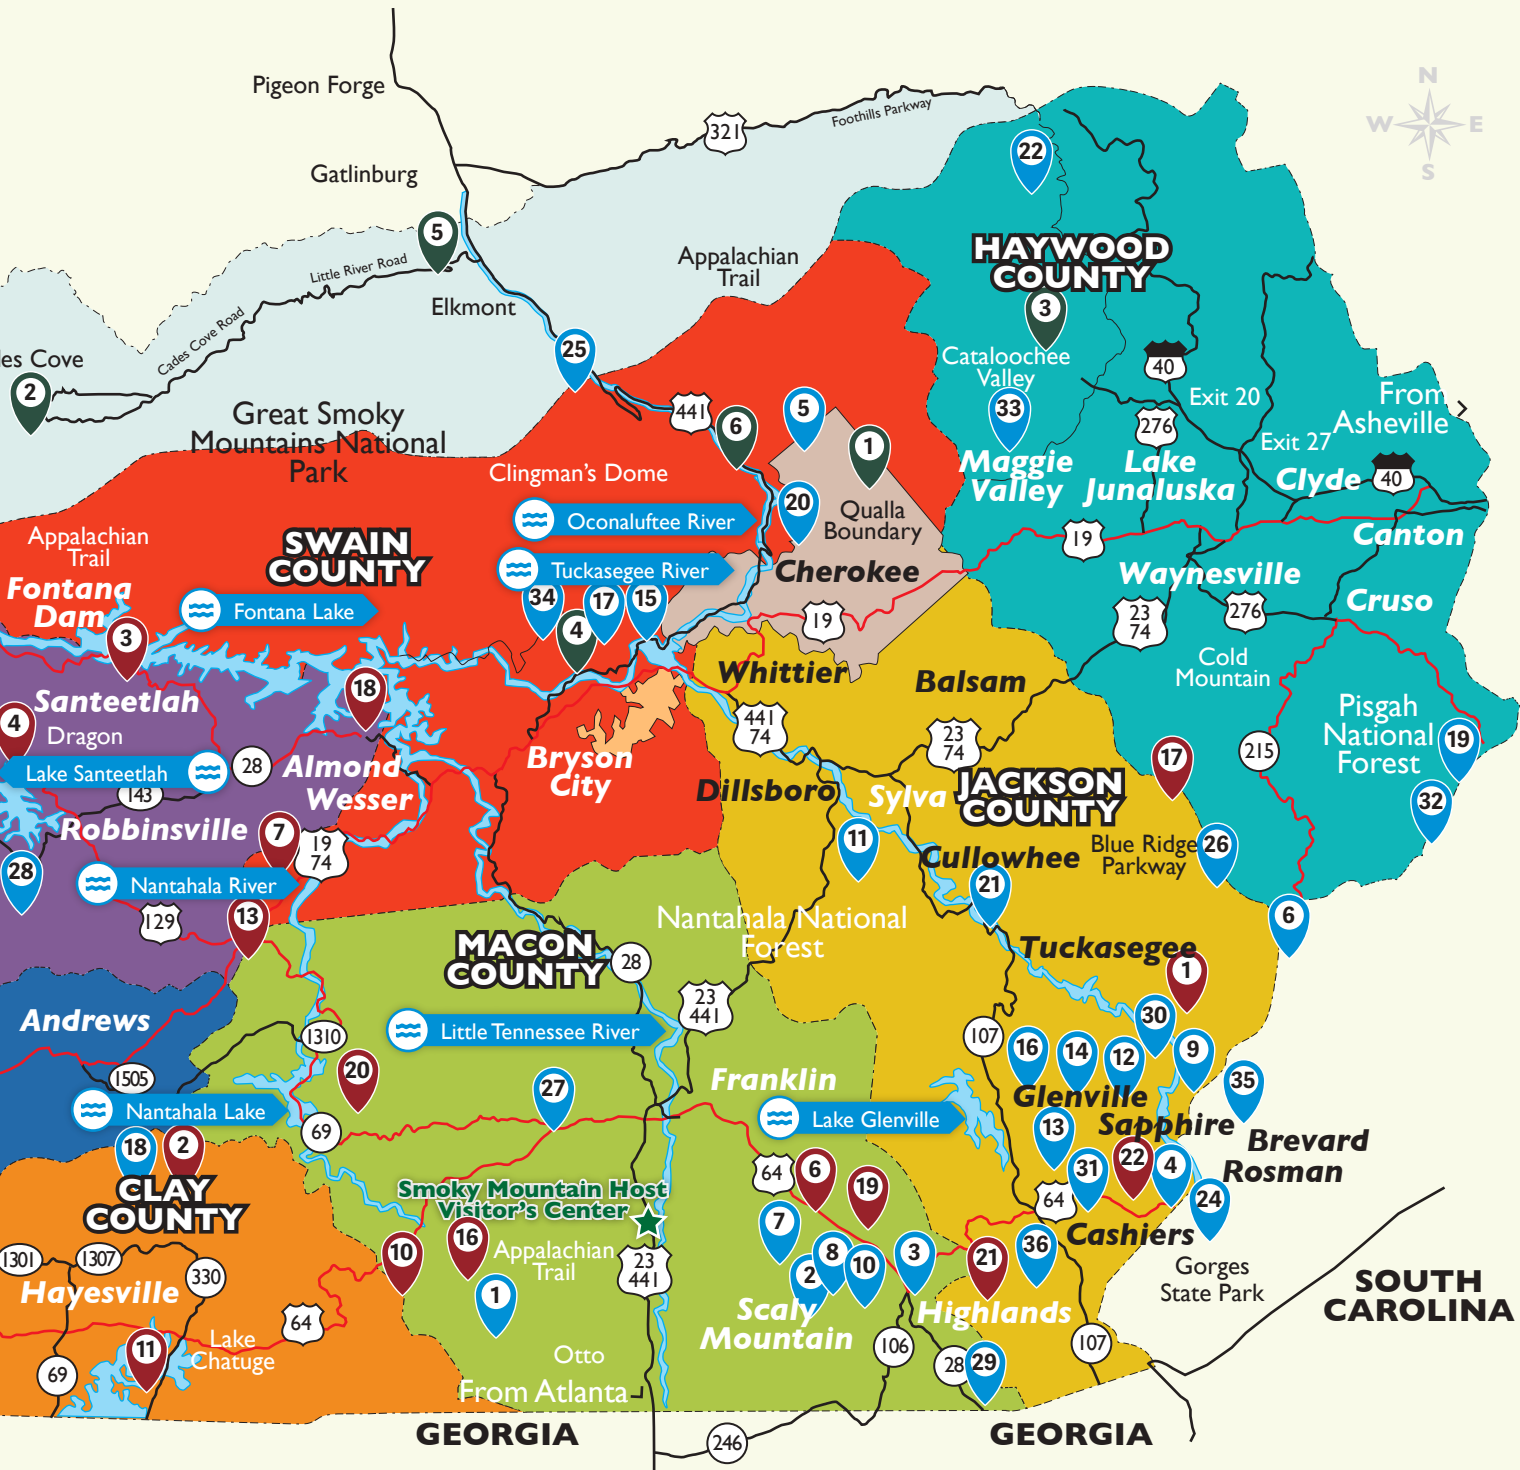 N
W
E
S
Pigeon Forge
Foothills Parkway
321
22
Gatlinburg
5
HAYWOOD
COUNTY
Appalachian
Trail
Little River Road
Elkmont
3
Cades Cove Road
25
Cataloochee
Valley
40
les Cove
2
Exit 20
From
Asheville
Great Smoky
Mountains National
Park
441
6
5
1
33
276
Exit 27
Clingman's Dome
Maggie
Valley
Lake
Junaluska
Clyde
40
20
Qualla
Boundary
Oconaluftee River
Appalachian
Trail
SWAIN
COUNTY
19
Canton
Tuckasegee River
Cherokee
Waynesville
Fontana
Dam
Fontana Lake
34
17
15
4
19
23
74
276
Cruso
3
Whittier
Balsam
Cold
Mountain
18
Santeetlah
4
Dragon
441
74
23
74
215
Pisgah
National
Forest
19
Lake Santeetlah
28
Almond
Wesser
Bryson
City
17
143
Dillsboro
Sylva
JACKSON
COUNTY
32
Robbinsville
7
19
74
11
Cullowhee
Blue Ridge
Parkway
26
28
Nantahala River
21
129
13
Nantahala National
Forest
6
MACON
COUNTY
28
Tuckasegee
1
23
441
Andrews
Little Tennessee River
30
1310
107
16
14
12
9
1505
20
27
Franklin
35
Glenville
Nantahala Lake
Lake Glenville
69
13
Sapphire
Brevard
Rosman
18
2
64
6
19
31
22
4
CLAY
COUNTY
Smoky Mountain Host
Visitor's Center
64
24
7
Cashiers
16
10
Appalachian
Trail
8
3
36
21
1301
1307
330
2
10
23
441
1
Gorges
State Park
SOUTH
CAROLINA
Hayesville
Scaly
Mountain
Highlands
64
11
Lake
Chatuge
106
107
Otto
69
28
29
From Atlanta
GEORGIA
246
GEORGIA